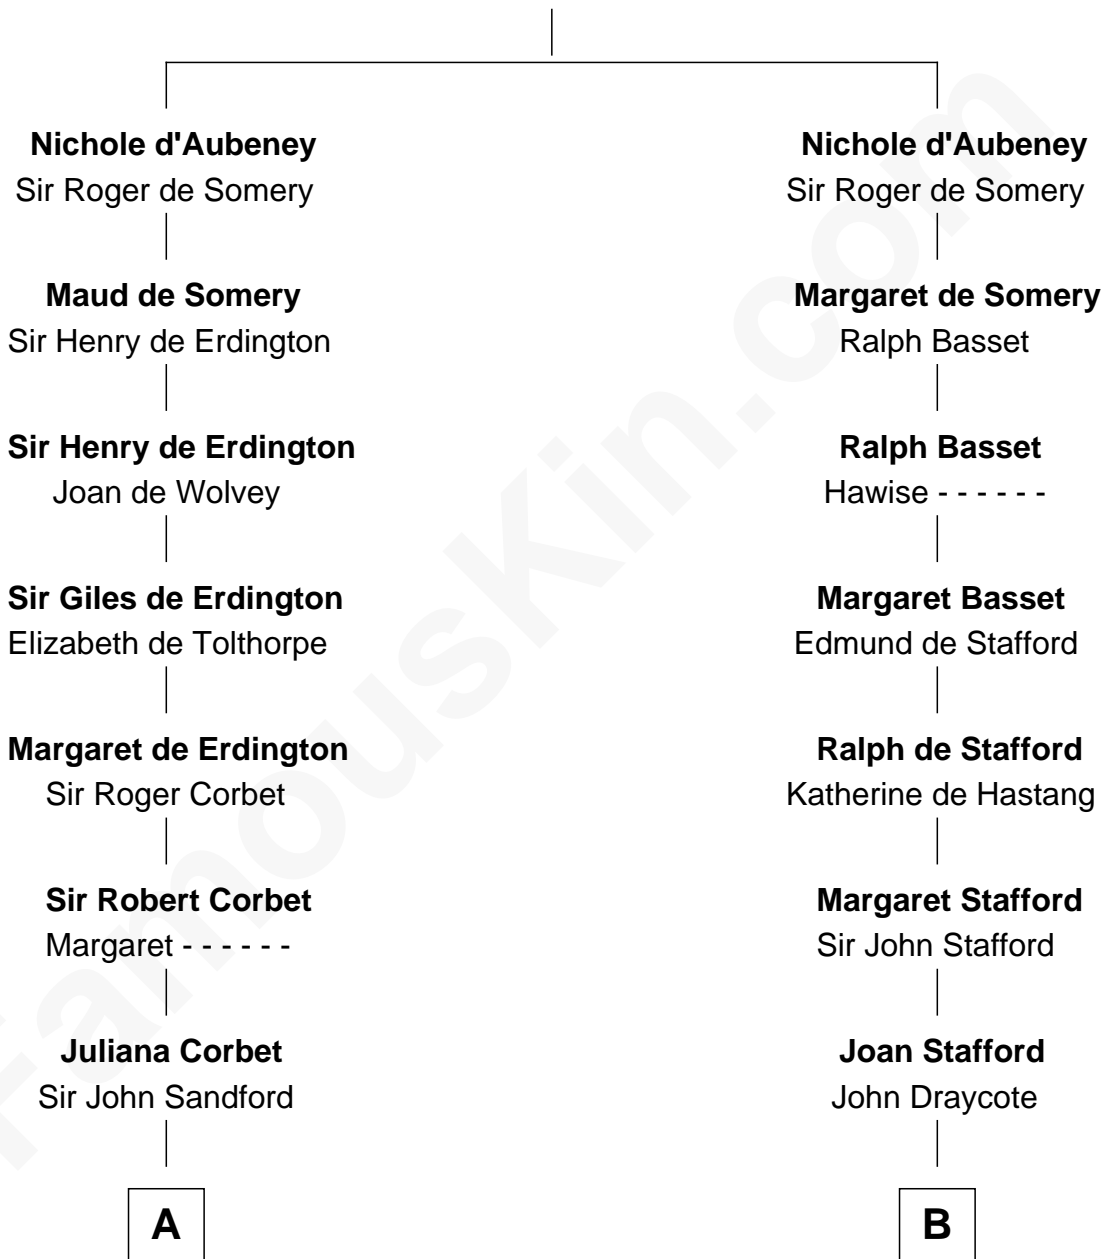 Nichole d'Aubeney
Sir Roger de Somery
Maud de Somery
Sir Henry de Erdington
Sir Henry de Erdington
Joan de Wolvey
Sir Giles de Erdington
Elizabeth de Tolthorpe
Margaret de Erdington
Sir Roger Corbet
Sir Robert Corbet
Margaret - - - - - -
Juliana Corbet
Sir John Sandford
A
Nichole d'Aubeney
Sir Roger de Somery
Margaret de Somery
Ralph Basset
Ralph Basset
Hawise - - - - - -
Margaret Basset
Edmund de Stafford
Ralph de Stafford
Katherine de Hastang
Margaret Stafford
Sir John Stafford
Joan Stafford
John Draycote
B
FamousKin.com